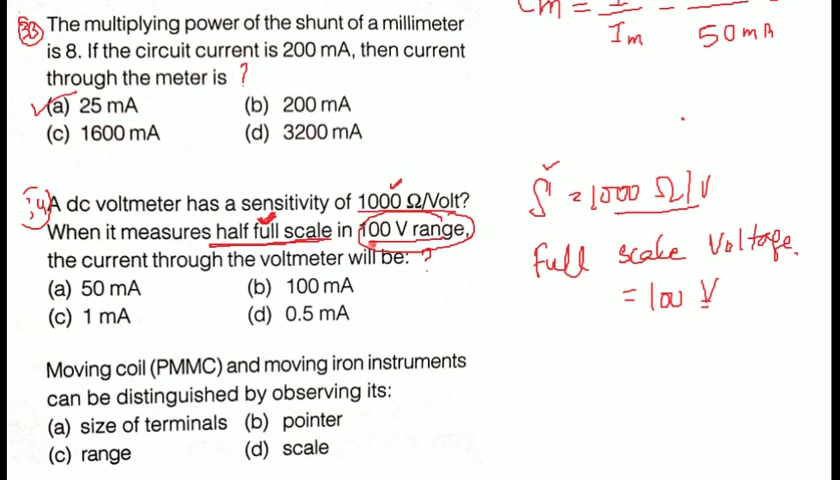 33
The multiplying power of the shunt of a millimeter
is 8. If the circuit current is 200 mA, then current
through the meter is ?
(a) 25 mA (b) 200 mA
(c) 1600 mA (d) 3200 mA
A dc voltmeter has a sensitivity of 1000 Ω/Volt?
When it measures half full scale in 100 V range,
the current through the voltmeter will be: ?
(a) 50 mA (b) 100 mA
(c) 1 mA (d) 0.5 mA
Moving coil (PMMC) and moving iron instruments
can be distinguished by observing its:
(a) size of terminals (b) pointer
(c) range (d) scale
m =
Im 50 mA
S = 1000 Ω/V
full scale Voltage.
= 100 V